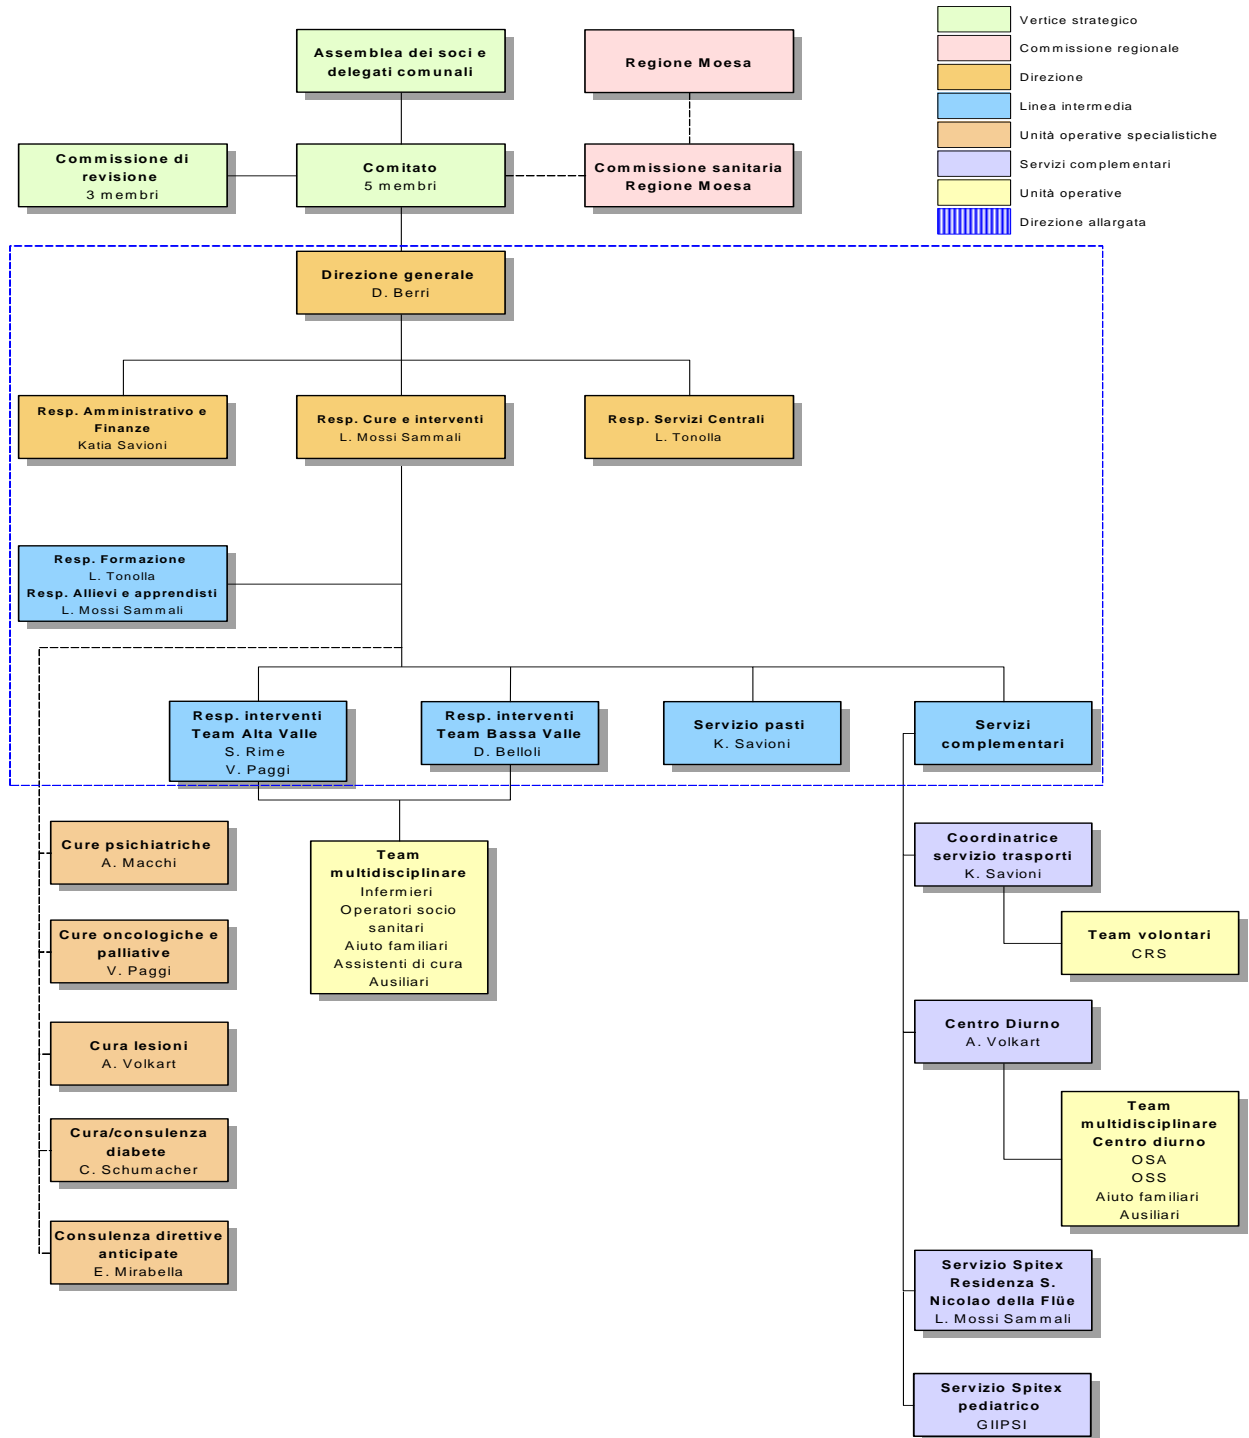 Vertice strategico
Commissione regionale
Direzione
Linea intermedia
Unità operative specialistiche
Servizi complementari
Unità operative
Direzione allargata
Assemblea dei soci e
delegati comunali
Regione Moesa
Commissione di
revisione
3 membri
Comitato
5 membri
Commissione sanitaria
Regione Moesa
Direzione generale
D. Berri
Resp. Amministrativo e
Finanze
Katia Savioni
Resp. Cure e interventi
L. Mossi Sammali
Resp. Servizi Centrali
L. Tonolla
Resp. Formazione
L. Tonolla
Resp. Allievi e apprendisti
L. Mossi Sammali
Resp. interventi
Team Alta Valle
S. Rime
V. Paggi
Resp. interventi
Team Bassa Valle
D. Belloli
Servizio pasti
K. Savioni
Servizi
complementari
Cure psichiatriche
A. Macchi
Cure oncologiche e
palliative
V. Paggi
Cura lesioni
A. Volkart
Cura/consulenza
diabete
C. Schumacher
Consulenza direttive
anticipate
E. Mirabella
Team
multidisciplinare
Infermieri
Operatori socio
sanitari
Aiuto familiari
Assistenti di cura
Ausiliari
Coordinatrice
servizio trasporti
K. Savioni
Team volontari
CRS
Centro Diurno
A. Volkart
Team
multidisciplinare
Centro diurno
OSA
OSS
Aiuto familiari
Ausiliari
Servizio Spitex
Residenza S.
Nicolao della Flüe
L. Mossi Sammali
Servizio Spitex
pediatrico
GIIPSI